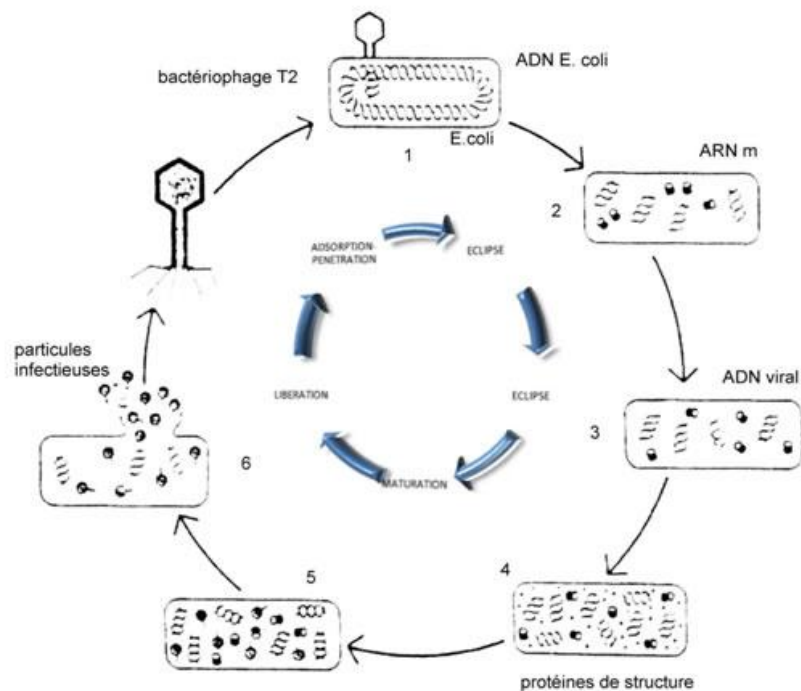 bactériophage T2
ADN E. coli
E.coli
1
ARN m
2
ADSORPTION-
PENETRATION
ECLIPSE
particules
infectieuses
ADN viral
LIBERATION
ECLIPSE
3
6
MATURATION
5
4
protéines de structure